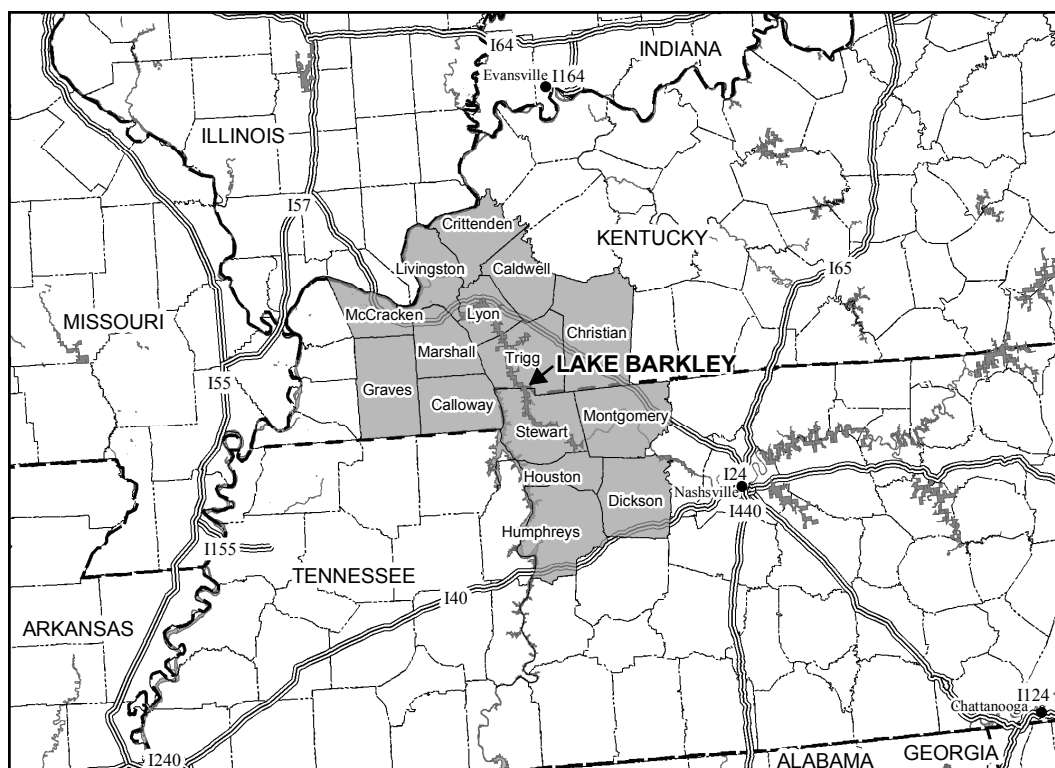 I64
INDIANA
Evansville
I164
ILLINOIS
I57
Crittenden
KENTUCKY
Livingston
Caldwell
I65
McCracken
Lyon
MISSOURI
Christian
Marshall
Trigg
LAKE BARKLEY
I55
Graves
Calloway
Montgomery
Stewart
Houston
I24
Nashville
Dickson
I440
Humphreys
I155
TENNESSEE
I40
ARKANSAS
I124
Chattanooga
I240
ALABAMA
GEORGIA